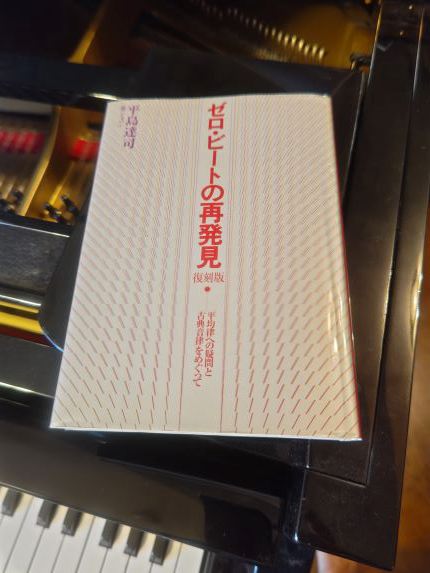 ゼロ・ビートの再発見
復刻版
平均律への疑問と
古典音律をめぐって
平島達司